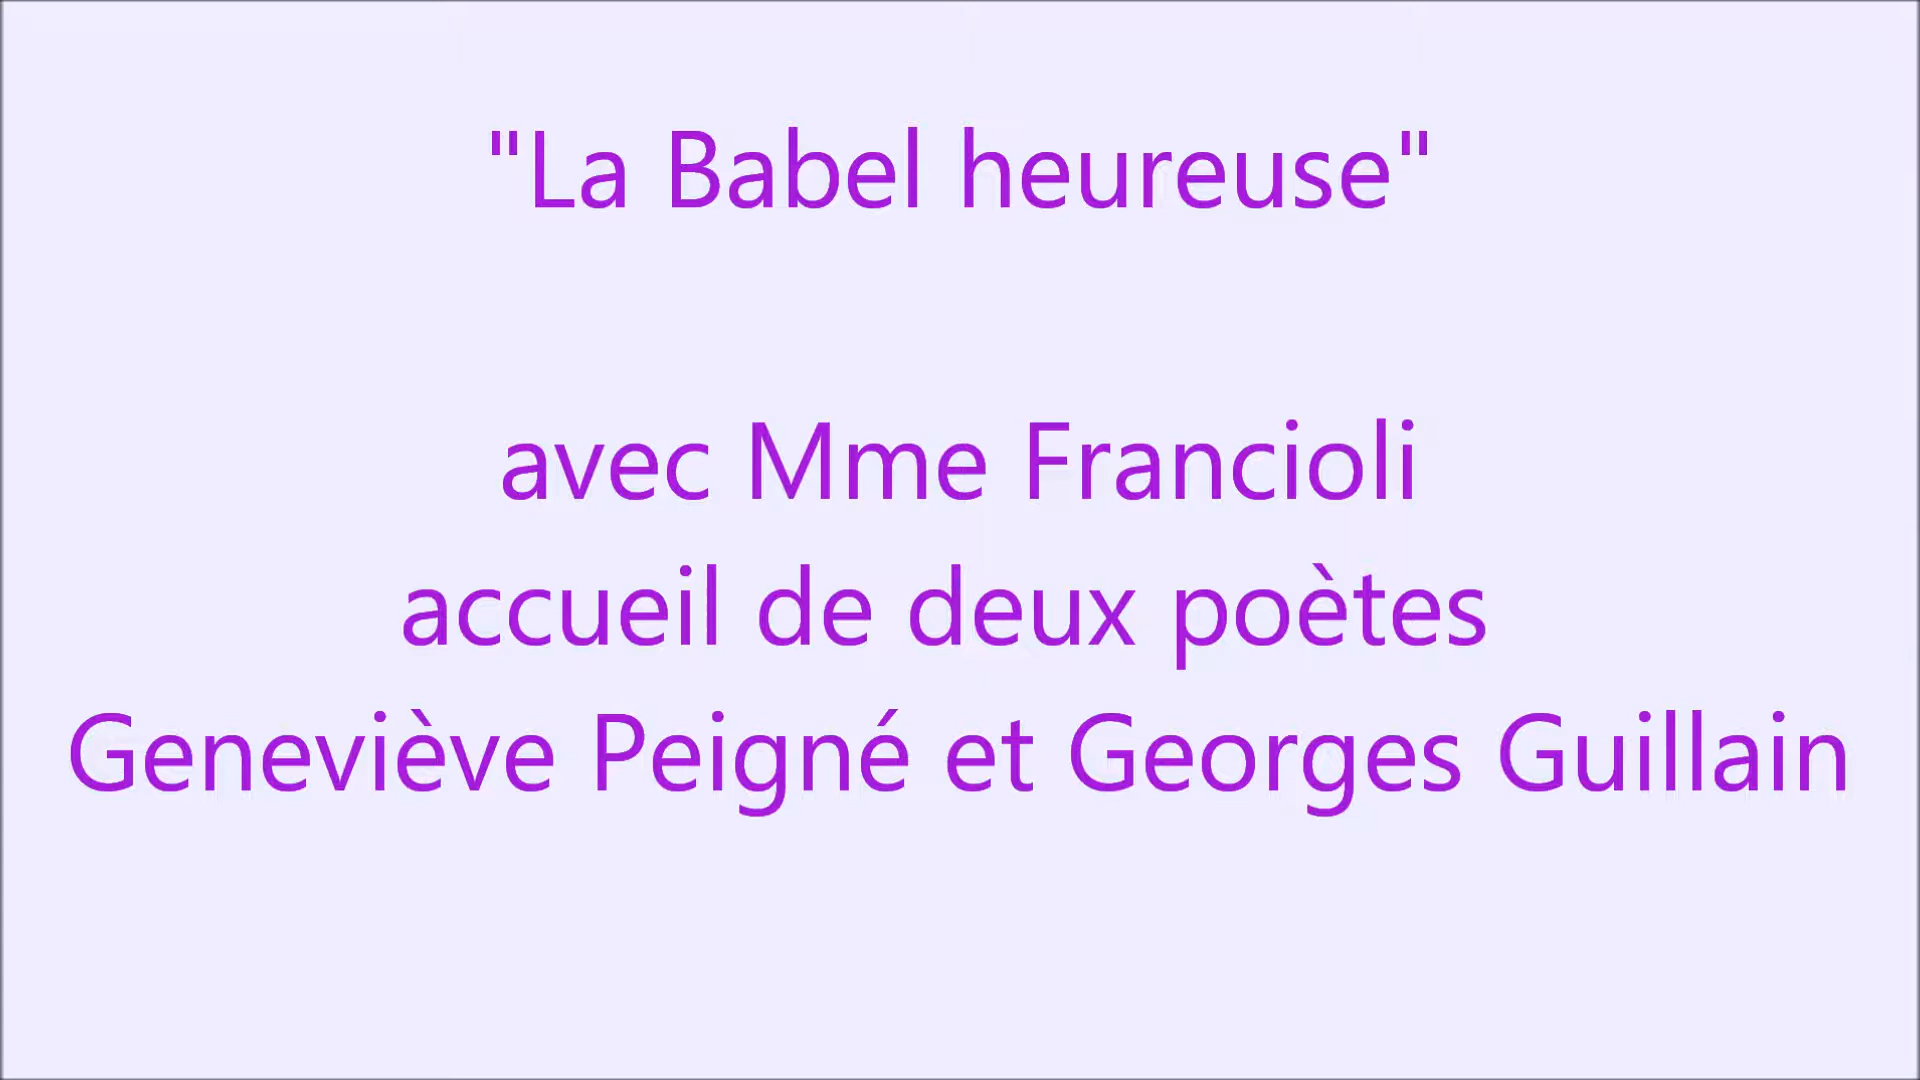 "La Babel heureuse"
avec Mme Francioli
accueil de deux poètes
Geneviève Peigné et Georges Guillain